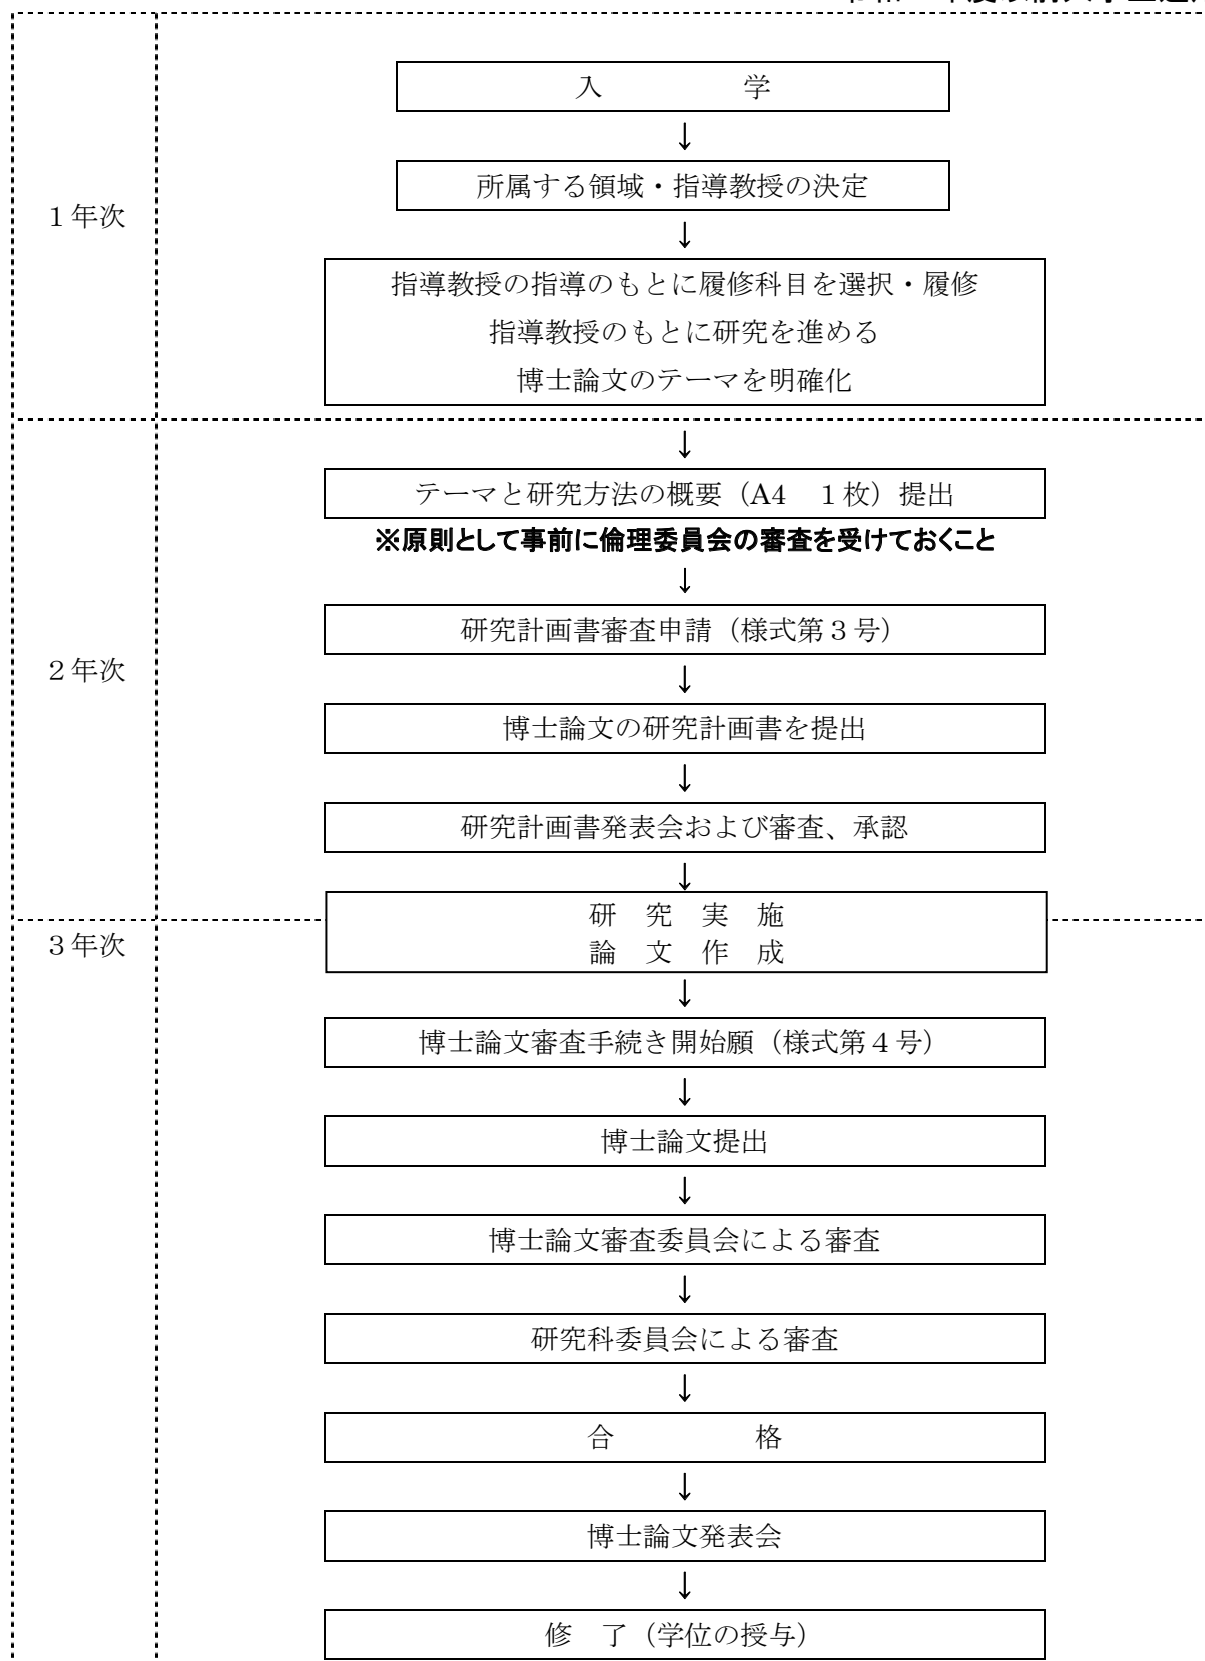 入　　　　　学
↓
所属する領域・指導教授の決定
↓
１年次
指導教授の指導のもとに履修科目を選択・履修
指導教授のもとに研究を進める
博士論文のテーマを明確化
↓
テーマと研究方法の概要（A4　１枚）提出
※原則として事前に倫理委員会の審査を受けておくこと
↓
研究計画書審査申請（様式第３号）
２年次
↓
博士論文の研究計画書を提出
↓
研究計画書発表会および審査、承認
↓
研　究　実　施
３年次
論　文　作　成
↓
博士論文審査手続き開始願（様式第４号）
↓
博士論文提出
↓
博士論文審査委員会による審査
↓
研究科委員会による審査
↓
合　　　　　格
↓
博士論文発表会
↓
修　了（学位の授与）